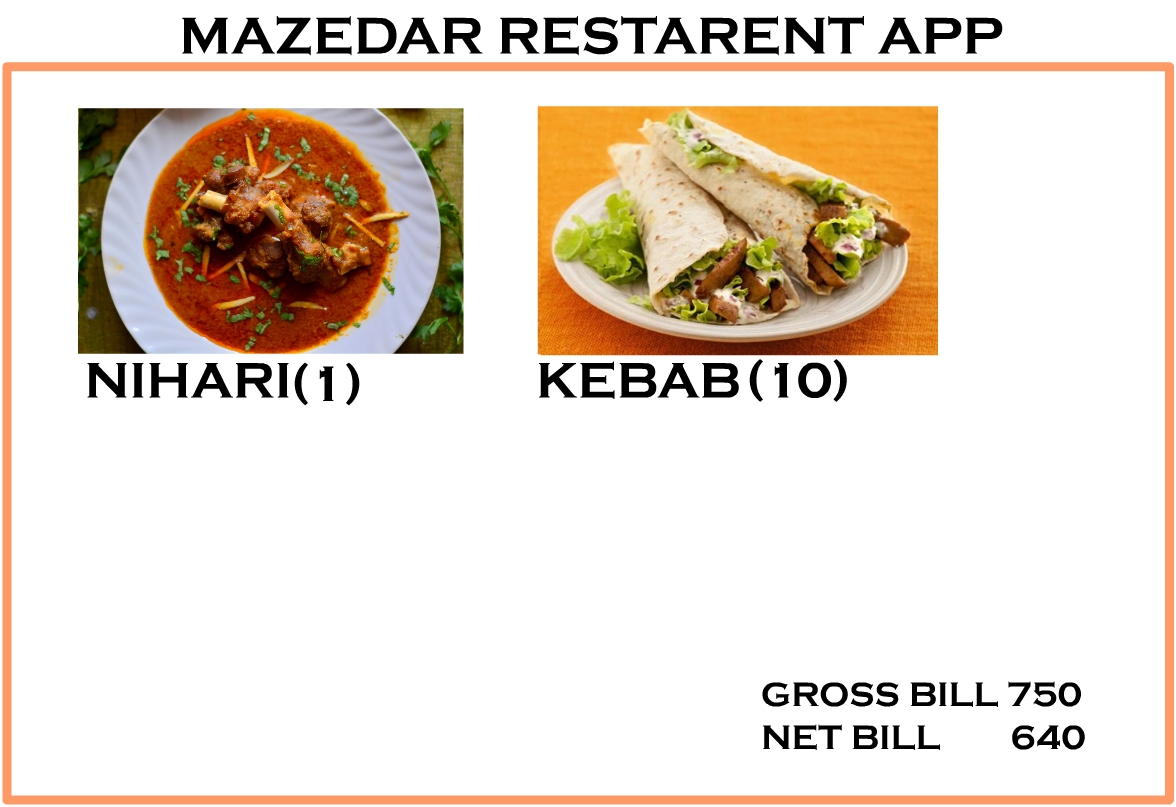 MAZEDAR RESTARENT APP
NIHARI(1)
KEBAB(10)
GROSS BILL 750
NET BILL 640